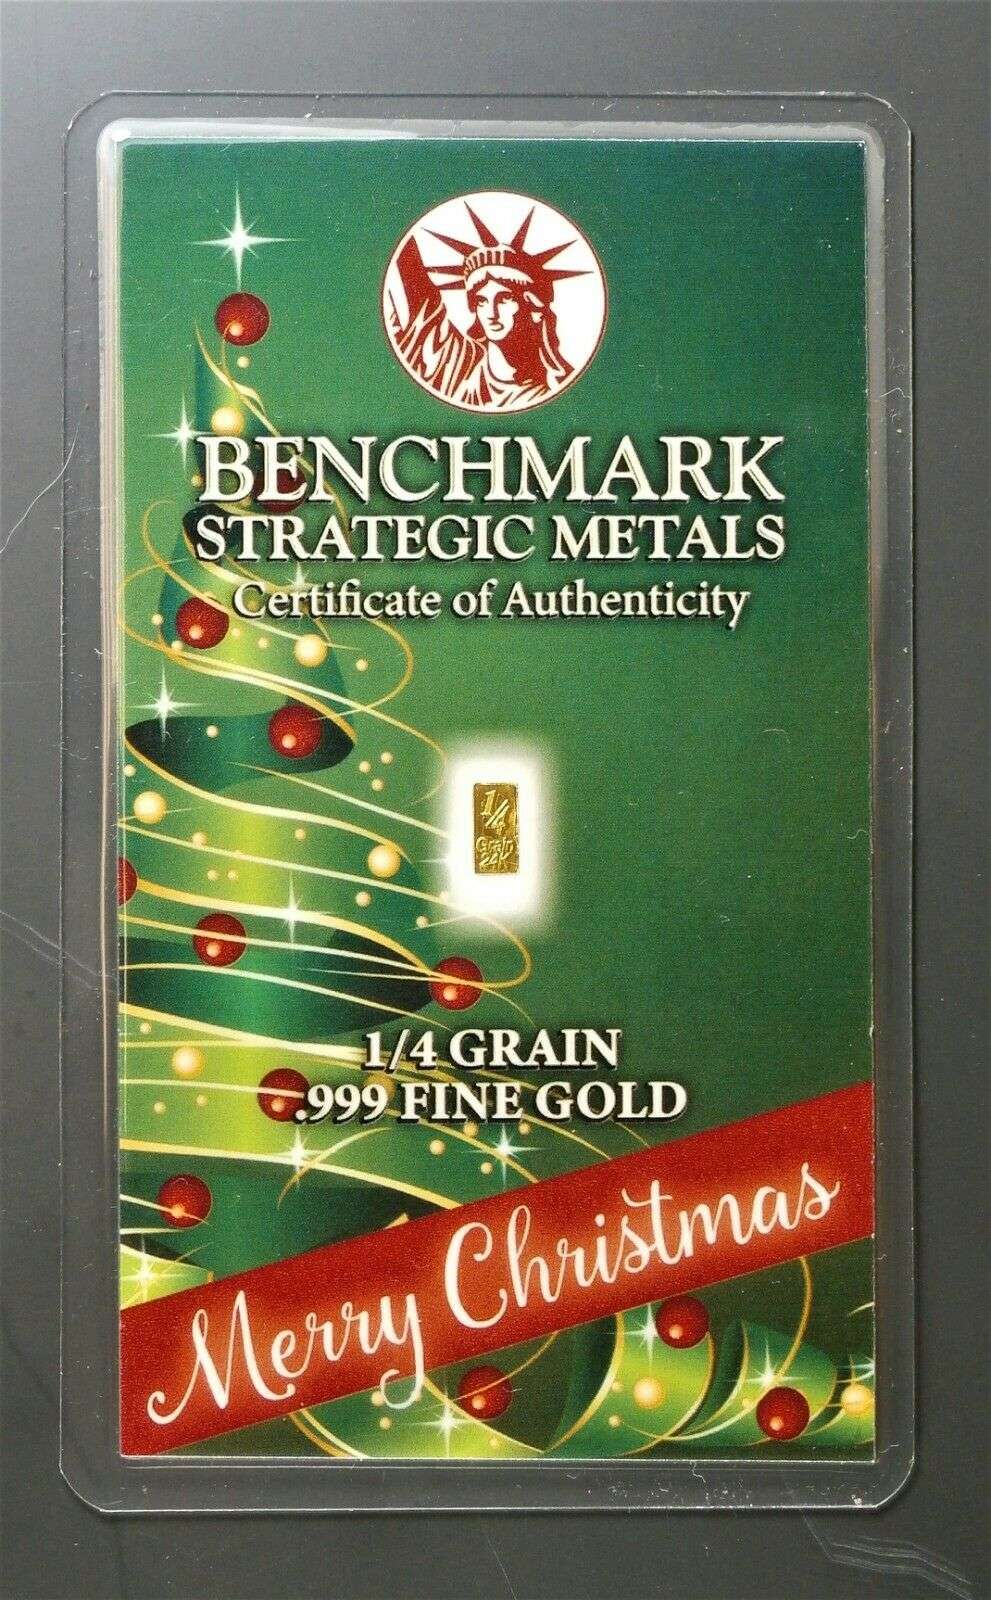 BENCHMARK
STRATEGIC METALS
Certificate of Authenticity
1/4
Grain
24K
1/4 GRAIN
.999 FINE GOLD
Merry Christmas